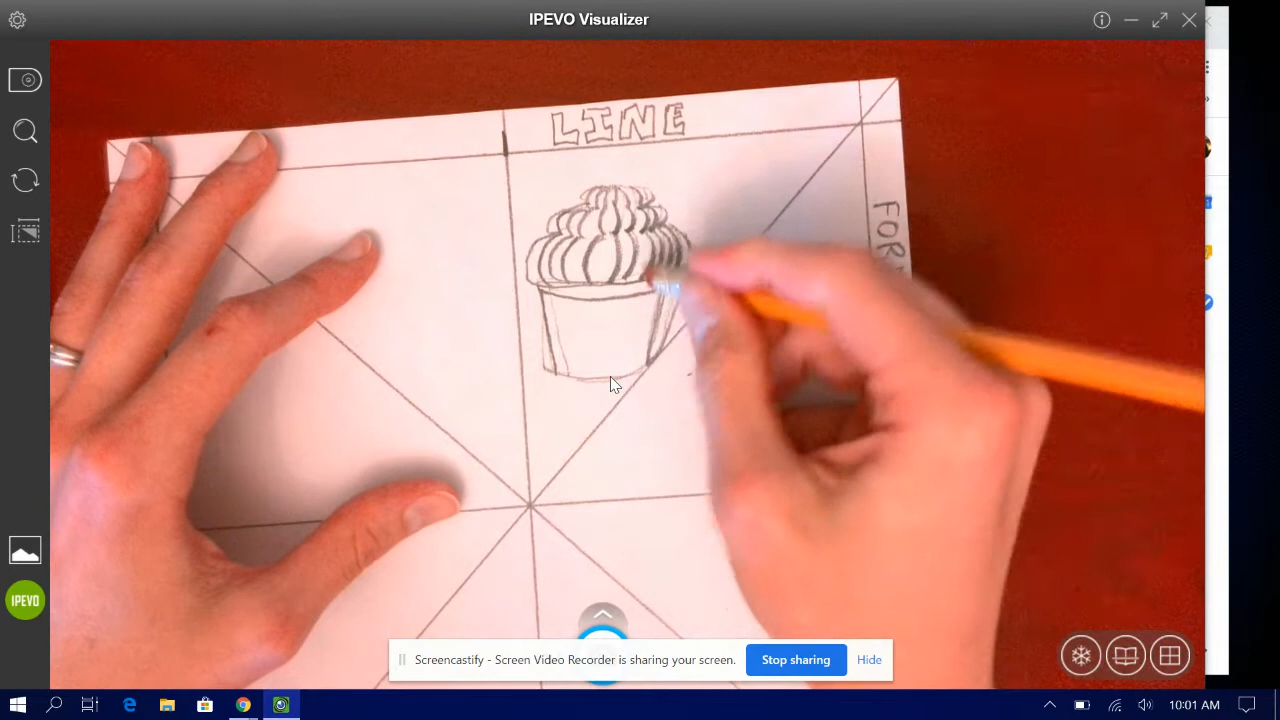 IPEVO Visualizer
LINE
FOR
IPEVO
Screencastify - Screen Video Recorder is sharing your screen.
Stop sharing
Hide
10:01 AM